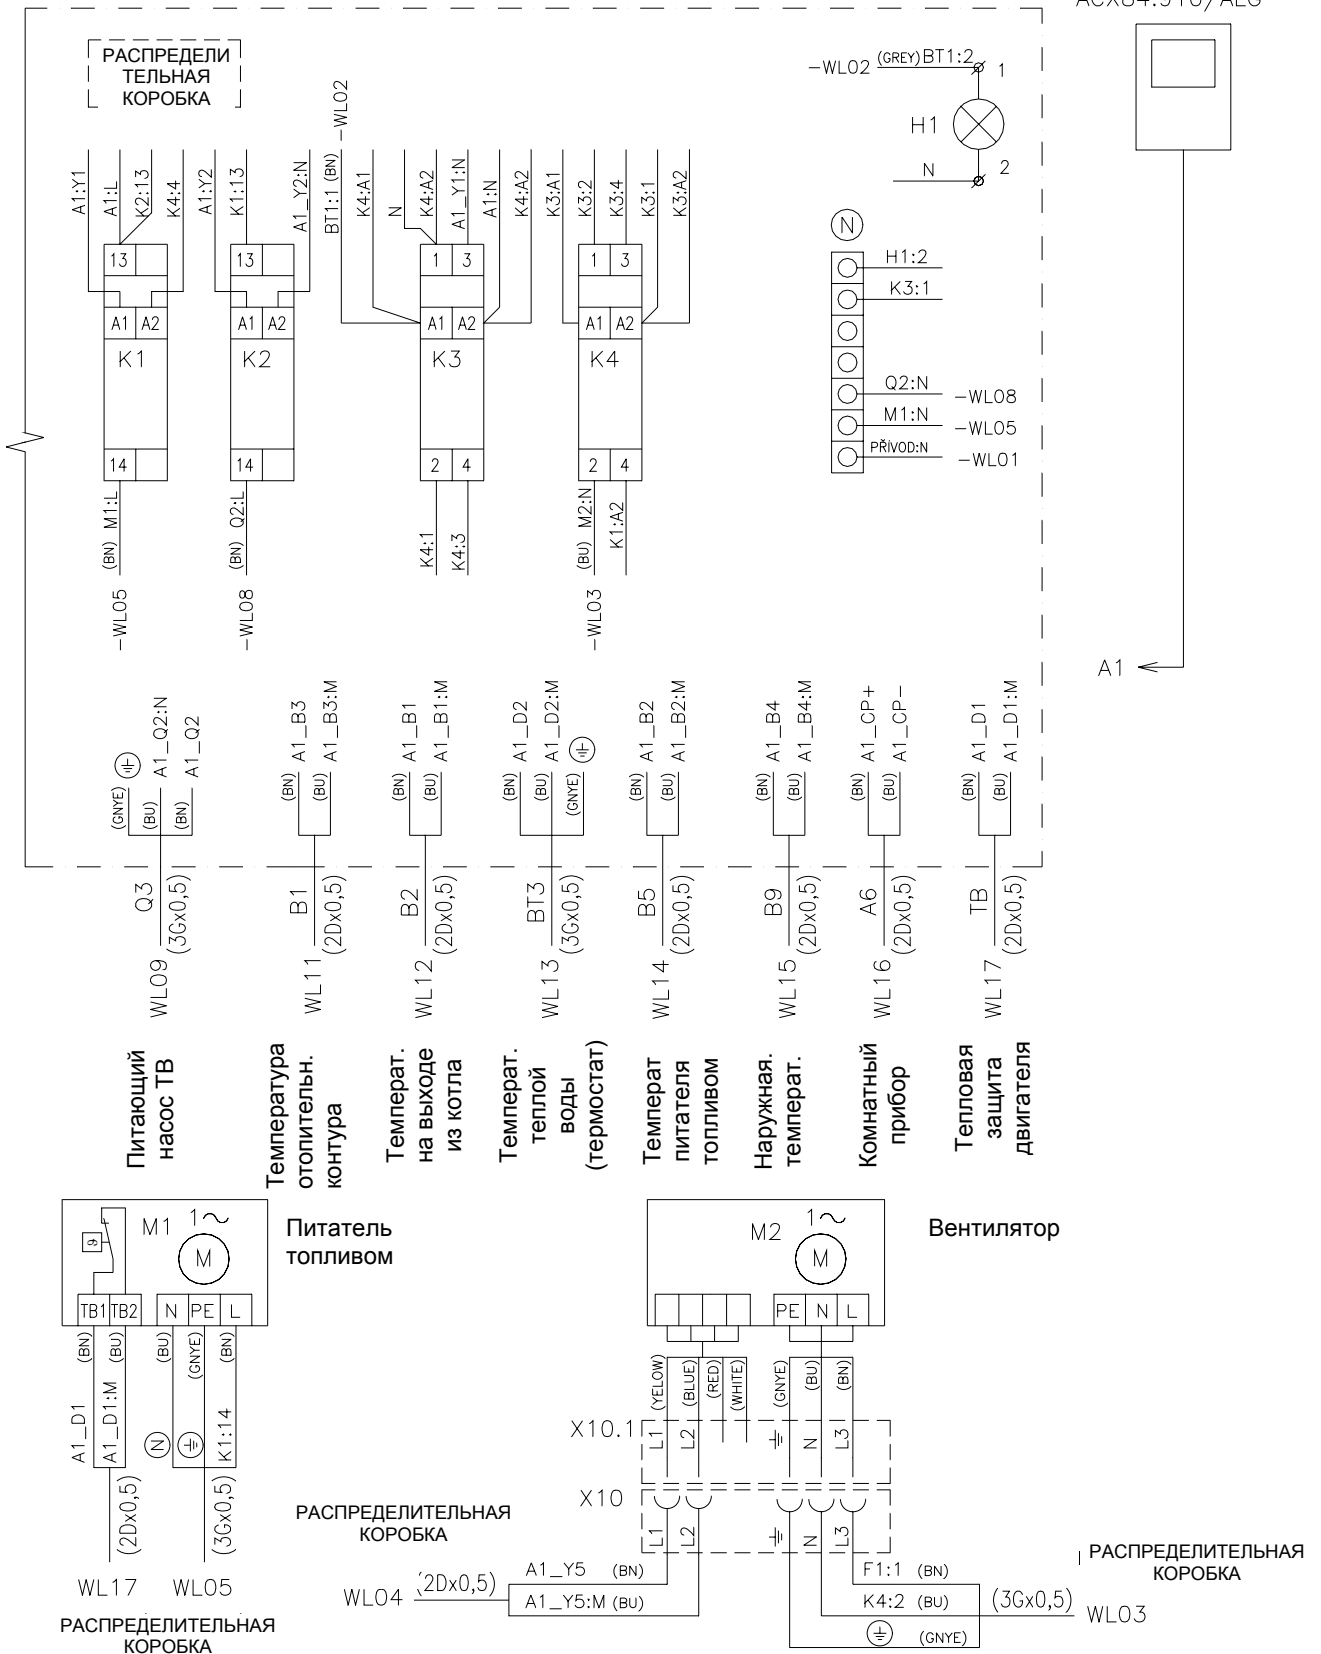 РАСПРЕДЕЛИ
ТЕЛЬНАЯ
КОРОБКА
-WL02
(GREY)
BT1:2
1
H1
N
2
A1:Y1
A1:L
K2:13
K4:4
A1:Y2
K1:13
A1_Y2:N
BT1:1 (BN)
-WL02
K4:A1
N
K4:A2
A1_Y1:N
A1:N
K4:A2
K3:A1
K3:2
K3:4
K3:1
K3:A2
13
A1 A2
K1
14
13
A1 A2
K2
14
1 3
A1 A2
K3
2 4
1 3
A1 A2
K4
2 4
N
H1:2
K3:1
Q2:N
-WL08
M1:N
-WL05
PŘÍVOD:N
-WL01
(BN) M1:L
-WL05
(BN) Q2:L
-WL08
K4:1
K4:3
(BU) M2:N
K1:A2
-WL03
A1
(GNYE)
(BU) A1_Q2:N
(BN) A1_Q2
(BN) A1_B3
(BU) A1_B3:M
(BN) A1_B1
(BU) A1_B1:M
(BN) A1_D2
(BU) A1_D2:M
(GNYE)
(BN) A1_B2
(BU) A1_B2:M
(BN) A1_B4
(BU) A1_B4:M
(BN) A1_CP+
(BU) A1_CP-
(BN) A1_D1
(BU) A1_D1:M
Q3
WL09 (3Gx0,5)
B1
WL11 (2Dx0,5)
B2
WL12 (2Dx0,5)
BT3
WL13 (3Gx0,5)
B5
WL14 (2Dx0,5)
B9
WL15 (2Dx0,5)
A6
WL16 (2Dx0,5)
TB
WL17 (2Dx0,5)
Питающий
насос ТВ
Температура
отопительн.
контура
Температ.
на выходе
из котла
Температ.
теплой
воды
(термостат)
Температ
питателя
топливом
Наружная.
температ.
Комнатный
прибор
Тепловая
защита
двигателя
M1
1~
M
ϑ
TB1 TB2 N PE L
Питатель
топливом
(BN)
(BU)
(BU)
(GNYE)
(BN)
A1_D1
A1_D1:M
N
K1:14
(2Dx0,5)
(3Gx0,5)
WL17
WL05
РАСПРЕДЕЛИТЕЛЬНАЯ
КОРОБКА
M2
1~
M
PE N L
Вентилятор
(YELOW)
(BLUE)
(RED)
(WHITE)
(GNYE)
(BU)
(BN)
X10.1
L1
L2
N
L3
X10
L1
L2
N
L3
РАСПРЕДЕЛИТЕЛЬНАЯ
КОРОБКА
WL04
(2Dx0,5)
A1_Y5 (BN)
A1_Y5:M (BU)
F1:1 (BN)
K4:2 (BU)
(GNYE)
(3Gx0,5)
WL03
РАСПРЕДЕЛИТЕЛЬНАЯ
КОРОБКА